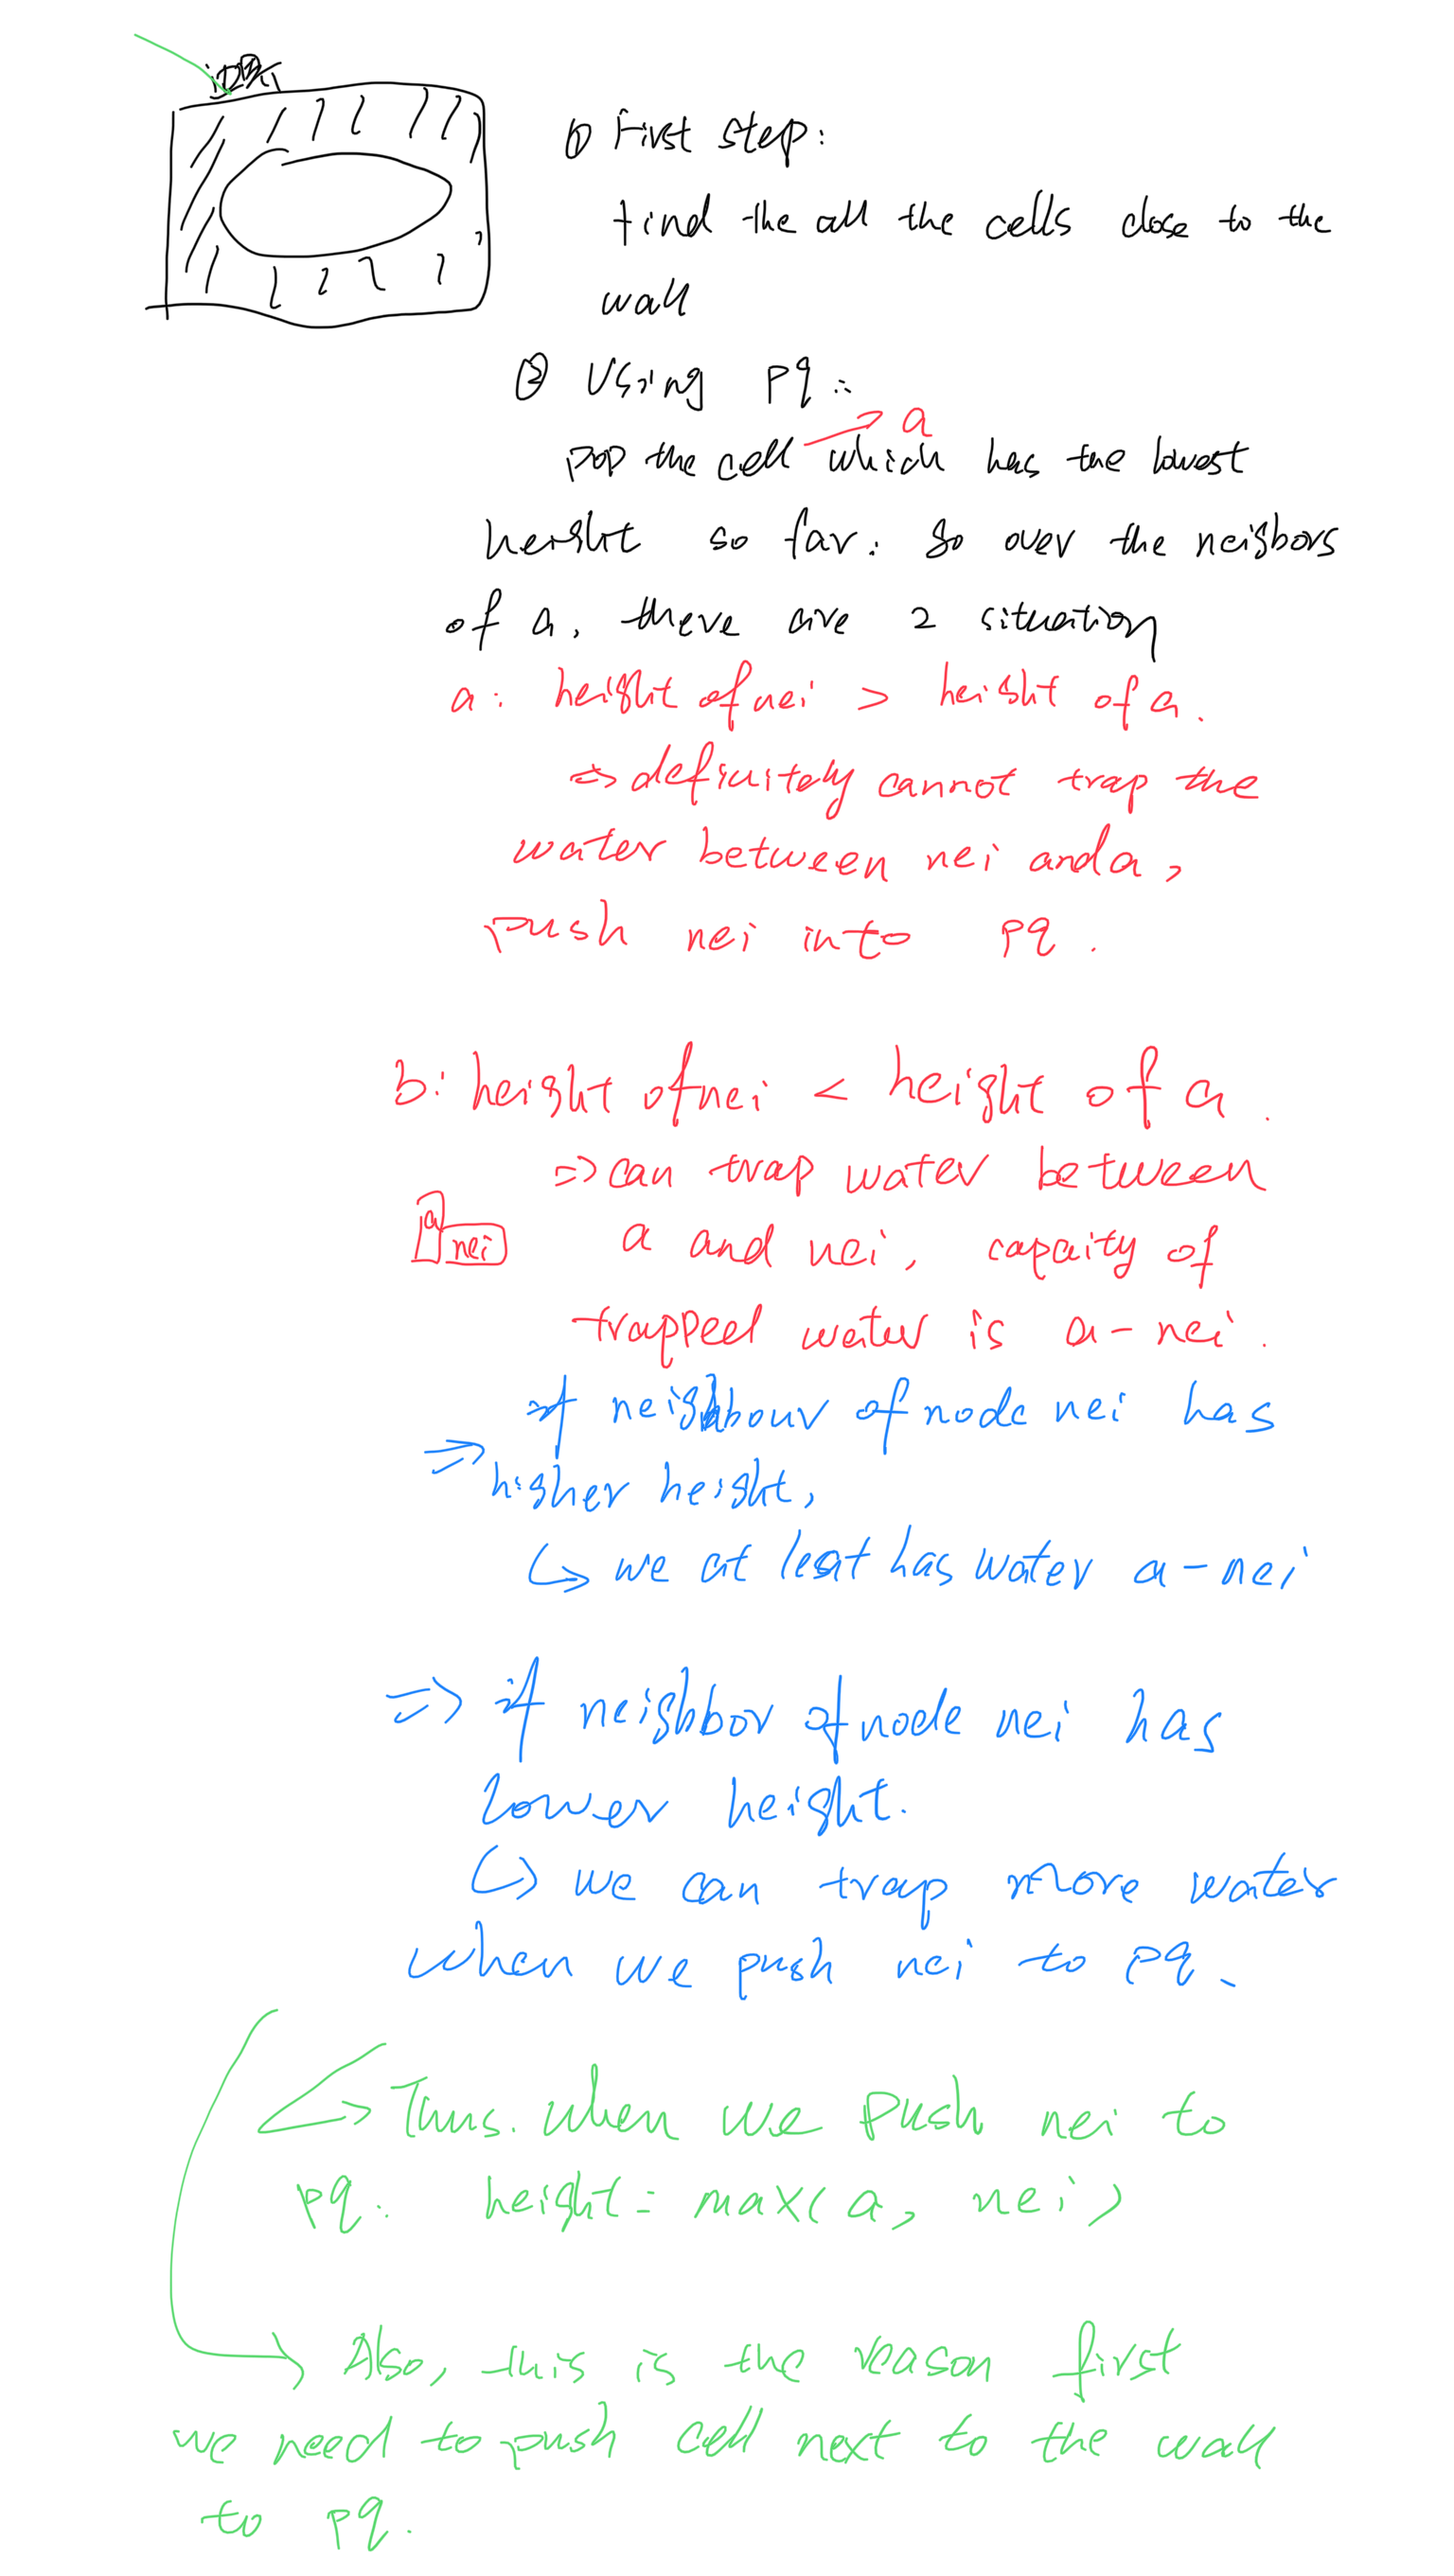 ① First step:
find the all the cells close to the
wall
② Using pq:
a
pop the cell which has the lowest
height so far. Go over the neighbors
of a, there are 2 situation
a: height of nei > height of a.
⇒ definitely cannot trap the
water between nei and a,
push nei into pq.
b: height of nei < height of a.
⇒ can trap water between
a and nei, capcity of
trapped water is a - nei.
a
nei
⇒ if neighbour of node nei has
higher height,
↳ we at leat has water a - nei
⇒ if neighbor of node nei has
lower height.
↳ we can trap more water
when we push nei to pq.
↳ Thus. when we push nei to
pq: height = max(a, nei)
→ Also, this is the reason first
we need to push cell next to the wall
to pq.